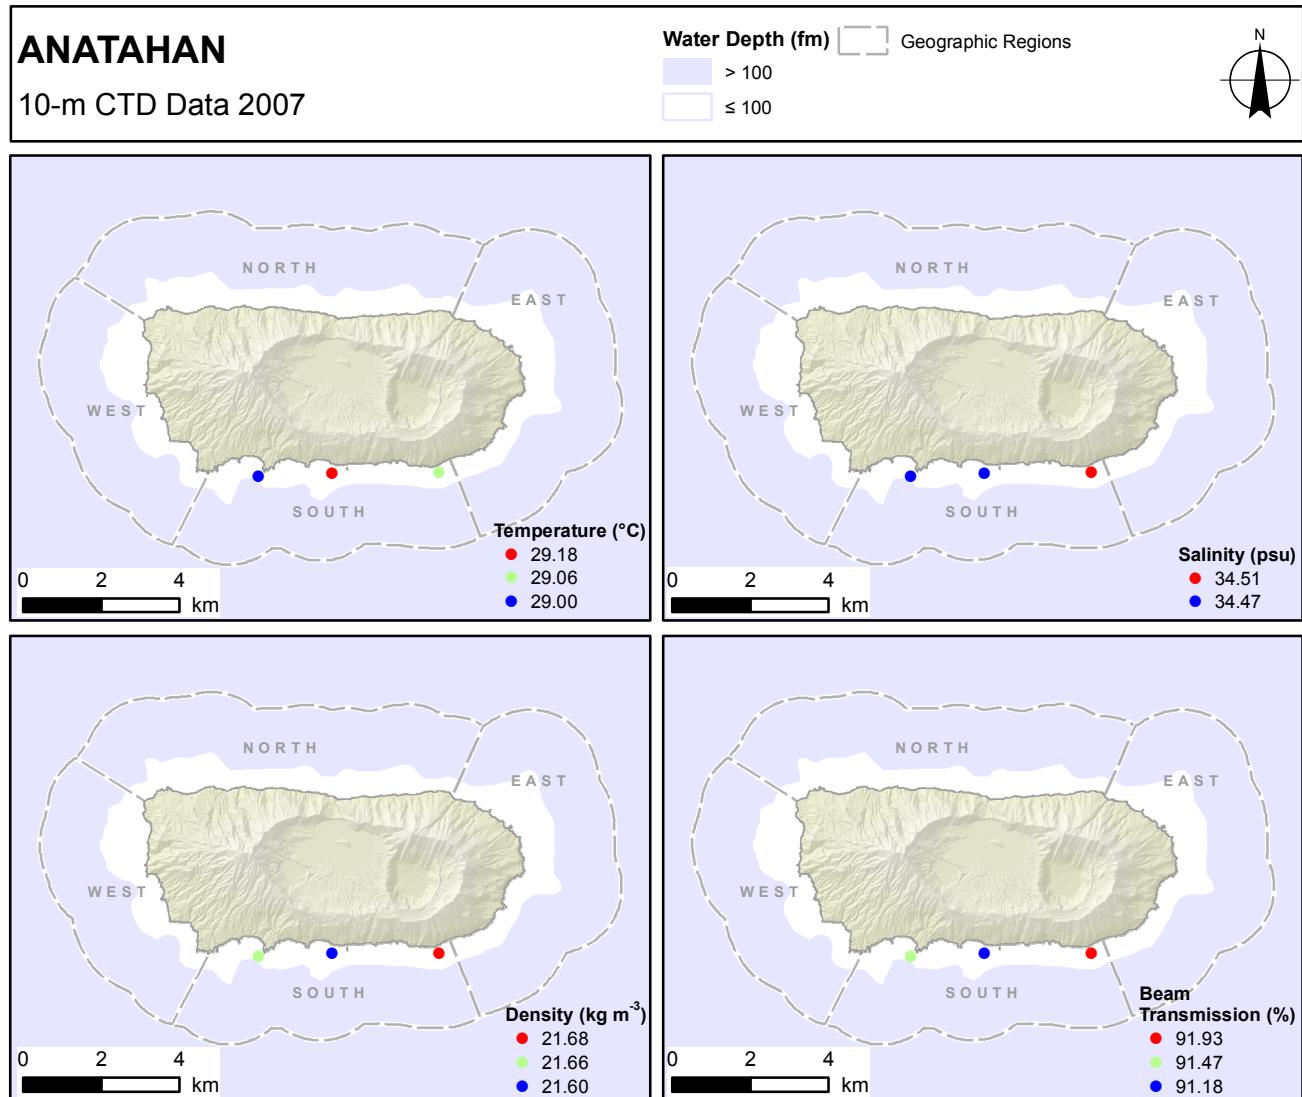 ANATAHAN
10-m CTD Data 2007
Water Depth (fm)
> 100
≤ 100
Geographic Regions
N
NORTH
EAST
WEST
SOUTH
Temperature (°C)
29.18
29.06
29.00
0 2 4
km
NORTH
EAST
WEST
SOUTH
Salinity (psu)
34.51
34.47
0 2 4
km
NORTH
EAST
WEST
SOUTH
Density (kg m⁻³)
21.68
21.66
21.60
0 2 4
km
NORTH
EAST
WEST
SOUTH
Beam
Transmission (%)
91.93
91.47
91.18
0 2 4
km